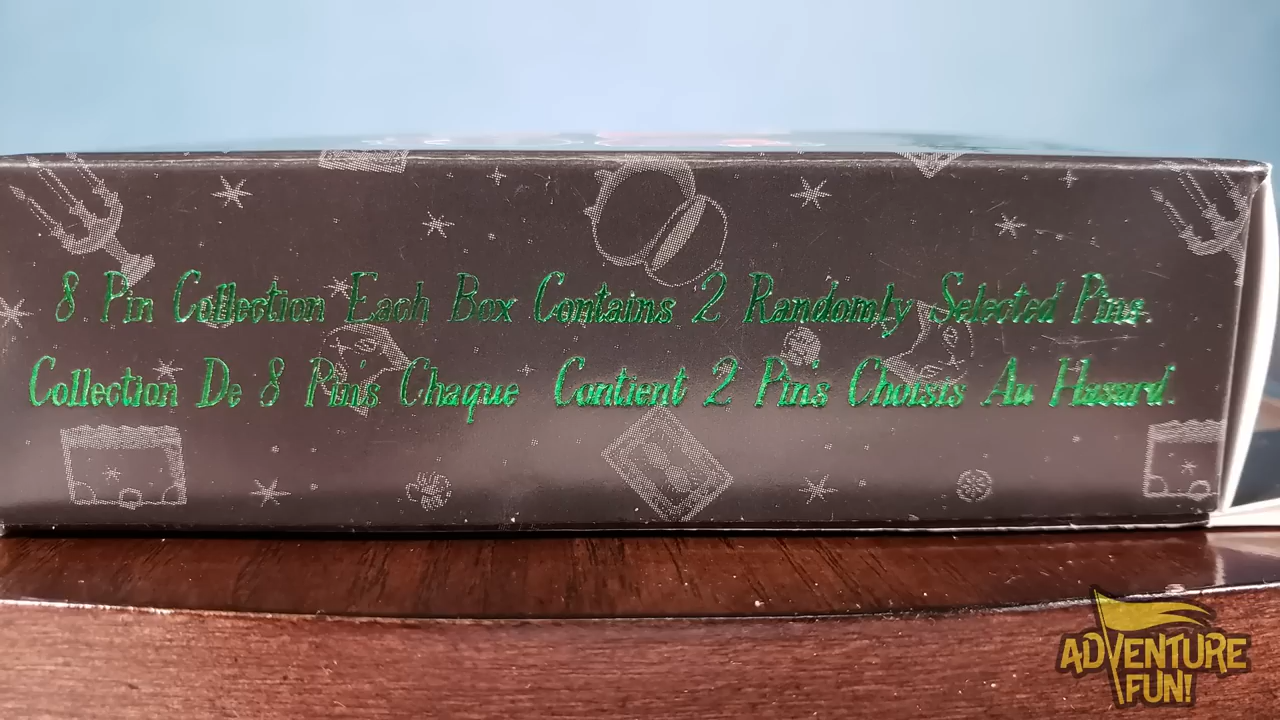 8 Pin Collection Each Box Contains 2 Randomly Selected Pins.
Collection De 8 Pin's Chaque Contient 2 Pin's Choisis Au Hasard.
ADVENTURE
FUN!